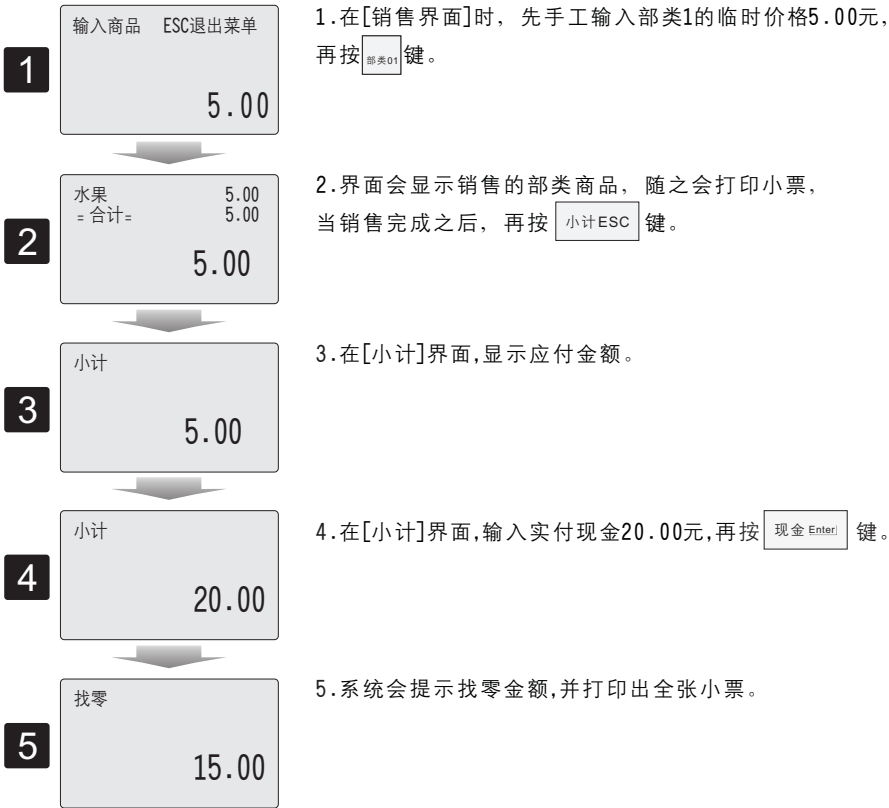 1
输入商品 ESC退出菜单
5.00
1.在[销售界面]时，先手工输入部类1的临时价格5.00元，
再按 部类01 键。
2
水果 5.00
=合计= 5.00
5.00
2.界面会显示销售的部类商品，随之会打印小票，
当销售完成之后，再按 小计ESC 键。
3
小计
5.00
3.在[小计]界面,显示应付金额。
4
小计
20.00
4.在[小计]界面,输入实付现金20.00元,再按 现金 Enter 键。
5
找零
15.00
5.系统会提示找零金额,并打印出全张小票。